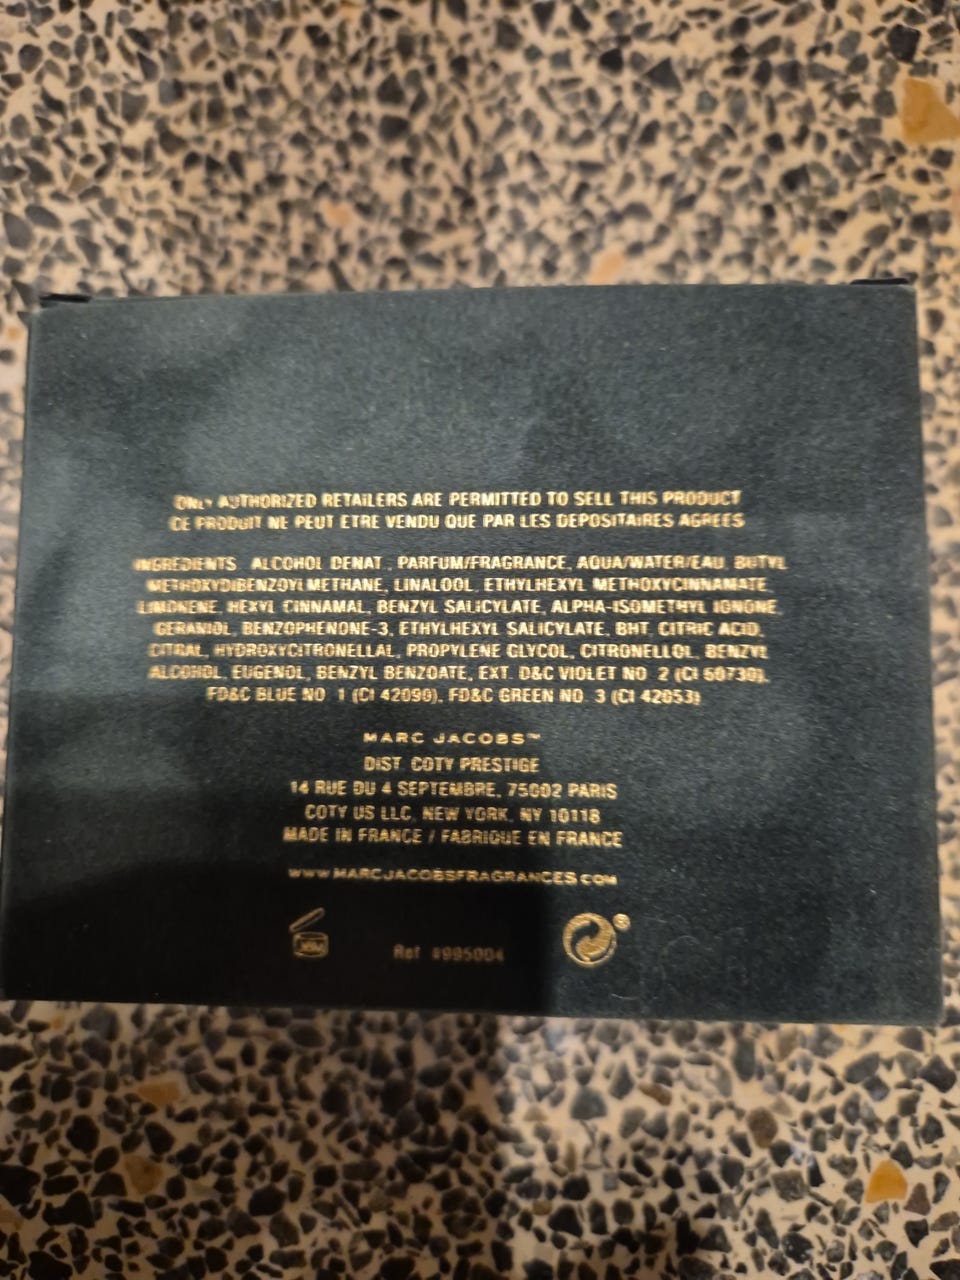 ONLY AUTHORIZED RETAILERS ARE PERMITTED TO SELL THIS PRODUCT
CE PRODUIT NE PEUT ETRE VENDU QUE PAR LES DEPOSITAIRES AGREES
INGREDIENTS ALCOHOL DENAT., PARFUM/FRAGRANCE, AQUA/WATER/EAU, BUTYL
METHOXYDIBENZOYLMETHANE, LINALOOL, ETHYLHEXYL METHOXYCINNAMATE,
LIMONENE, HEXYL CINNAMAL, BENZYL SALICYLATE, ALPHA-ISOMETHYL IONONE,
GERANIOL, BENZOPHENONE-3, ETHYLHEXYL SALICYLATE, BHT, CITRIC ACID,
CITRAL, HYDROXYCITRONELLAL, PROPYLENE GLYCOL, CITRONELLOL, BENZYL
ALCOHOL, EUGENOL, BENZYL BENZOATE, EXT. D&C VIOLET NO. 2 (CI 60730),
FD&C BLUE NO. 1 (CI 42090), FD&C GREEN NO. 3 (CI 42053)
MARC JACOBS™
DIST. COTY PRESTIGE
14 RUE DU 4 SEPTEMBRE, 75002 PARIS
COTY US LLC, NEW YORK, NY 10118
MADE IN FRANCE / FABRIQUE EN FRANCE
WWW.MARCJACOBSFRAGRANCES.COM
Ref. #995004